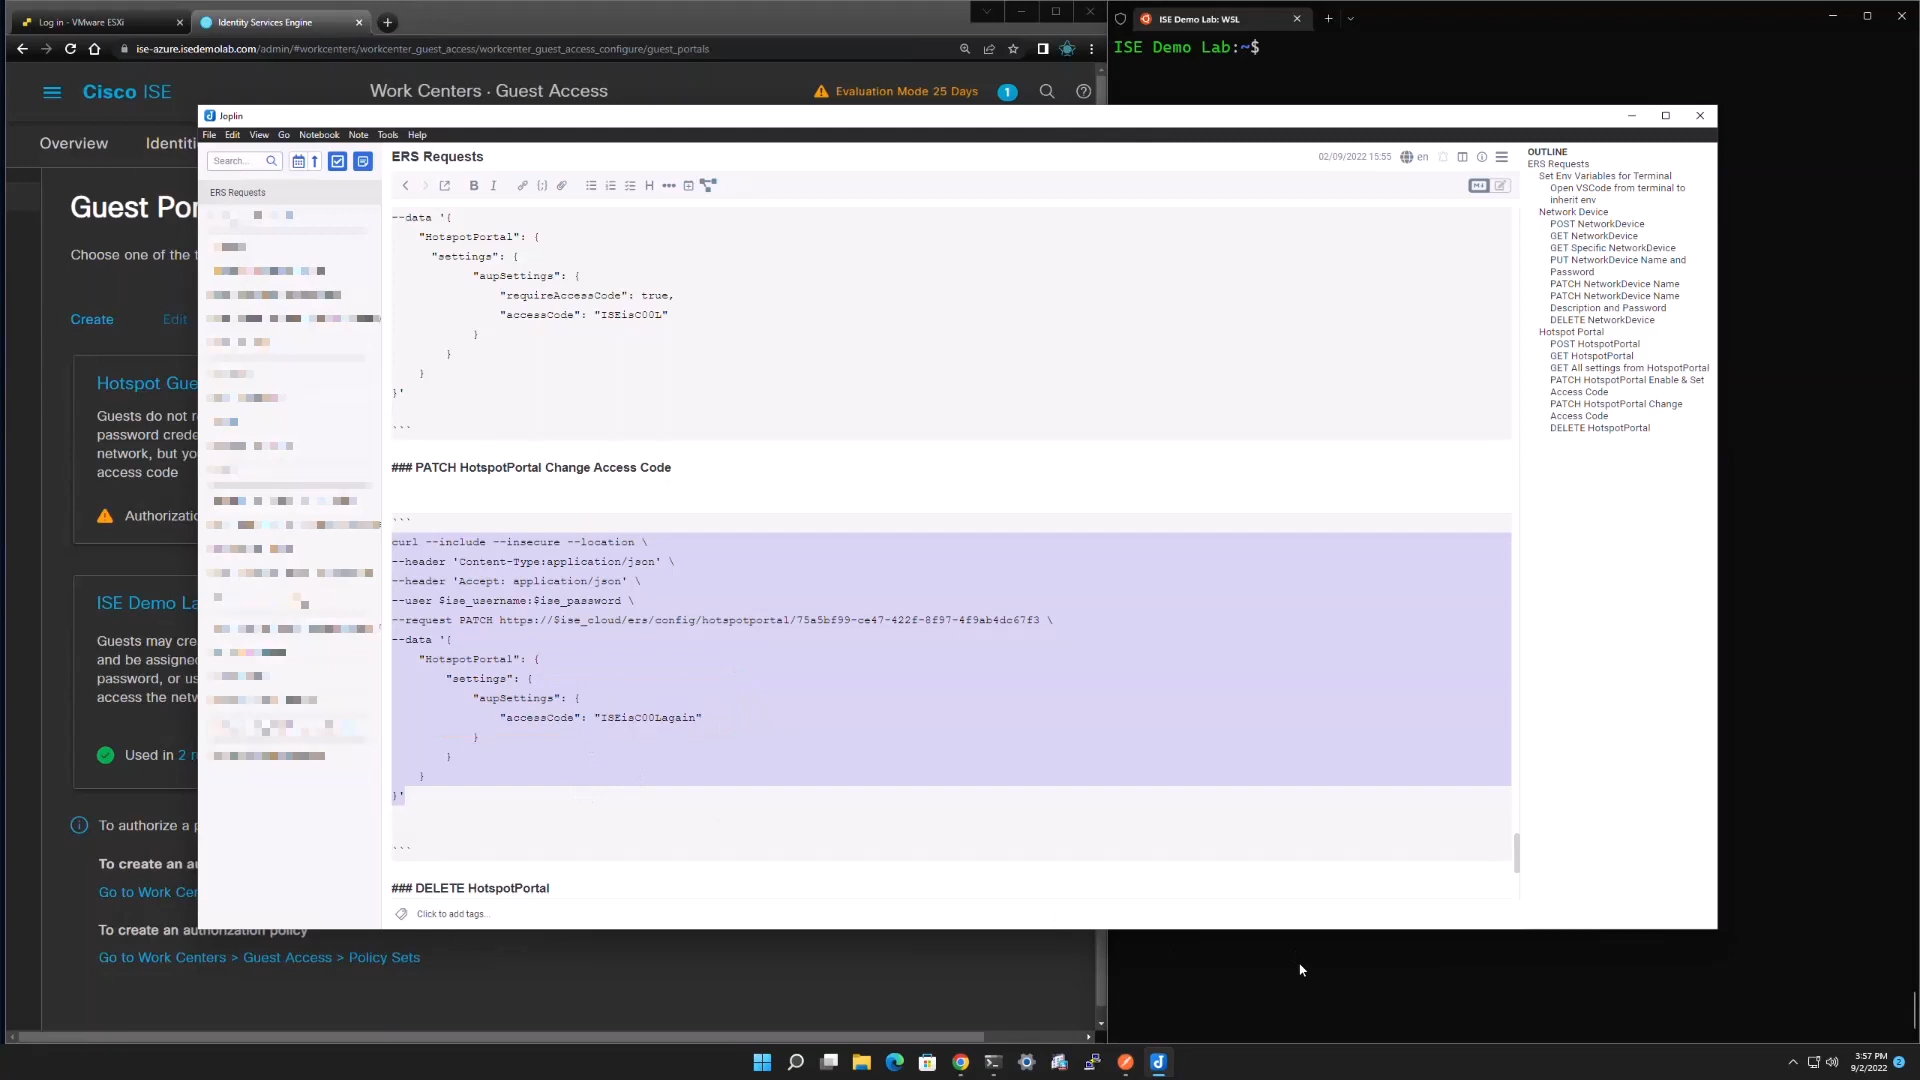 Log in - VMware ESXi
Identity Services Engine
ise-azure.isedemolab.com/admin/#workcenters/workcenter_guest_access/workcenter_guest_access_configure/guest_portals
Cisco ISE
Work Centers · Guest Access
Evaluation Mode 25 Days
1
Overview
Identiti
Guest Por
Choose one of the t
Create
Edit
Hotspot Gue
Guests do not r
password crede
network, but yo
access code
Authorizatio
ISE Demo La
Guests may cre
and be assigned
password, or us
access the netw
Used in 2 r
To authorize a p
To create an au
Go to Work Cen
To create an authorization policy
Go to Work Centers > Guest Access > Policy Sets
ISE Demo Lab: WSL
ISE Demo Lab:~$
Joplin
File Edit View Go Notebook Note Tools Help
Search...
ERS Requests
ERS Requests
02/09/2022 15:55
en
--data '{
"HotspotPortal": {
"settings": {
"aupSettings": {
"requireAccessCode": true,
"accessCode": "ISEisC00L"
}
}
}
}'
```
### PATCH HotspotPortal Change Access Code
```
curl --include --insecure --location \
--header 'Content-Type:application/json' \
--header 'Accept: application/json' \
--user $ise_username:$ise_password \
--request PATCH https://$ise_cloud/ers/config/hotspotportal/75a5bf99-ce47-422f-8f97-4f9ab4dc67f3 \
--data '{
"HotspotPortal": {
"settings": {
"aupSettings": {
"accessCode": "ISEisC00Lagain"
}
}
}
}'
```
### DELETE HotspotPortal
Click to add tags...
OUTLINE
ERS Requests
Set Env Variables for Terminal
Open VSCode from terminal to
inherit env
Network Device
POST NetworkDevice
GET NetworkDevice
GET Specific NetworkDevice
PUT NetworkDevice Name and
Password
PATCH NetworkDevice Name
PATCH NetworkDevice Name
Description and Password
DELETE NetworkDevice
Hotspot Portal
POST HotspotPortal
GET HotspotPortal
GET All settings from HotspotPortal
PATCH HotspotPortal Enable & Set
Access Code
PATCH HotspotPortal Change
Access Code
DELETE HotspotPortal
3:57 PM
9/2/2022
2